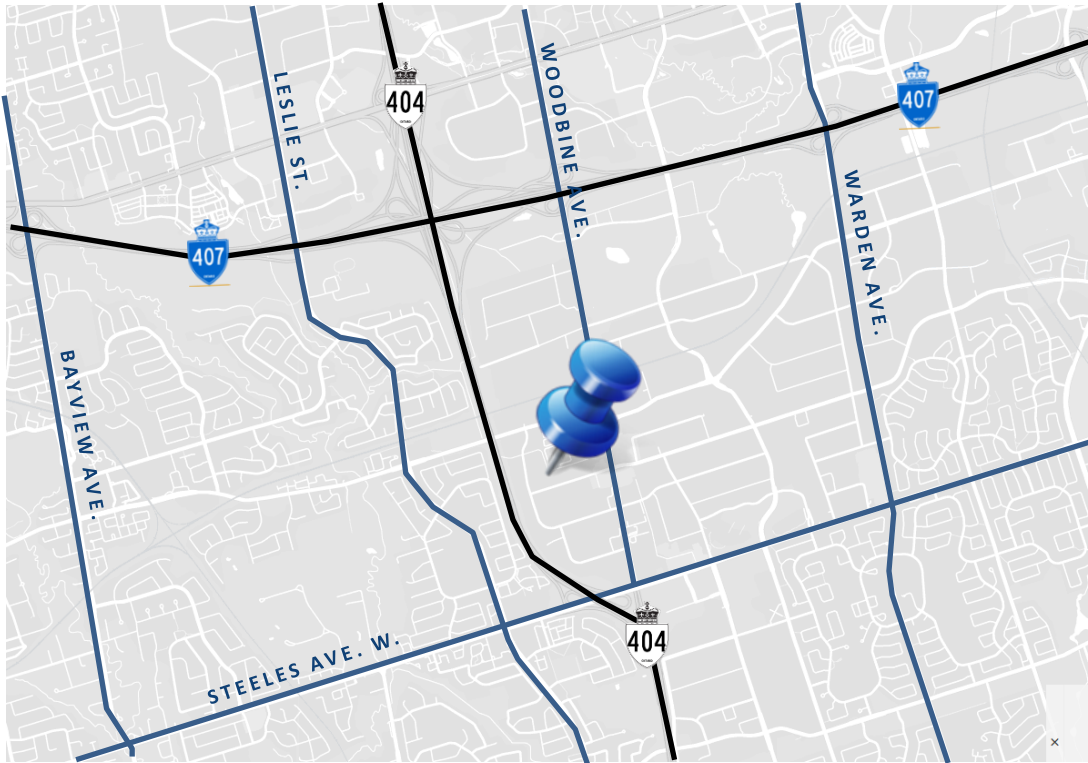 LESLIE ST.
404
WOODBINE AVE.
407
WARDEN AVE.
407
BAYVIEW AVE.
STEELES AVE. W.
404
×